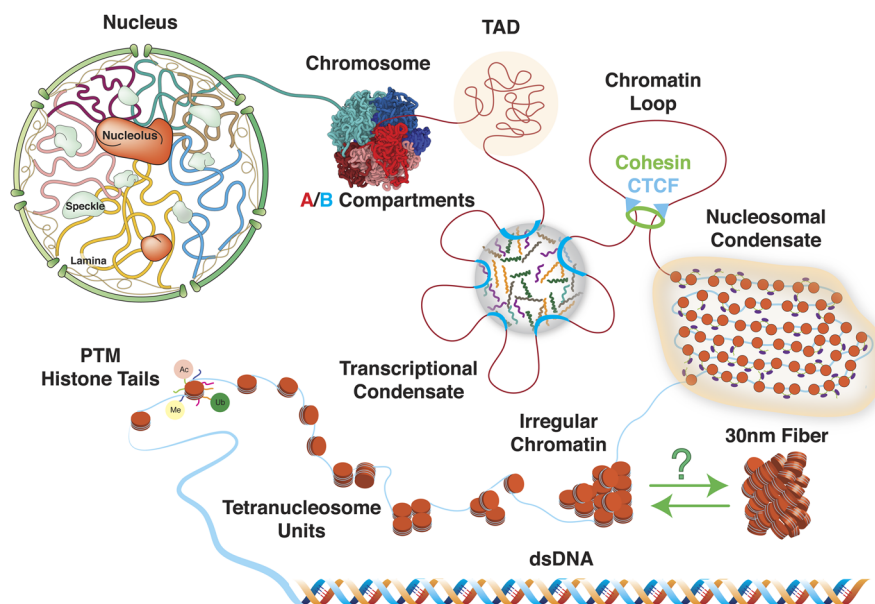 Nucleus
TAD
Chromosome
Chromatin
Loop
Nucleolus
Cohesin
CTCF
A/B Compartments
Speckle
Nucleosomal
Condensate
Lamina
PTM
Histone Tails
Ac
Me
Ub
Transcriptional
Condensate
Irregular
Chromatin
30nm Fiber
?
Tetranucleosome
Units
dsDNA